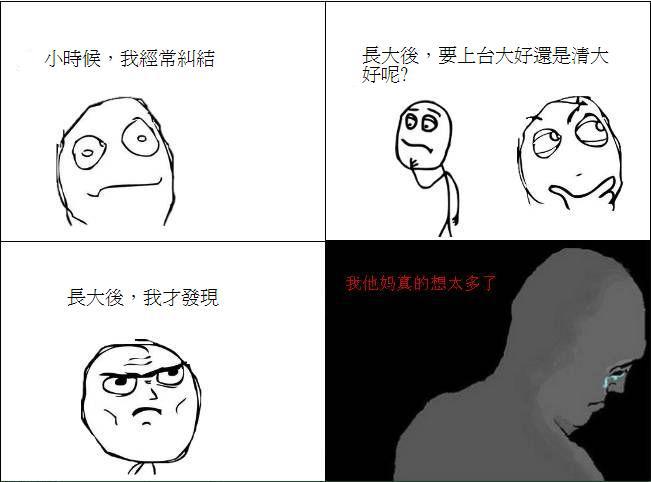 小時候，我經常糾結
長大後，要上台大好還是清大
好呢?
長大後，我才發現
我他妈真的想太多了